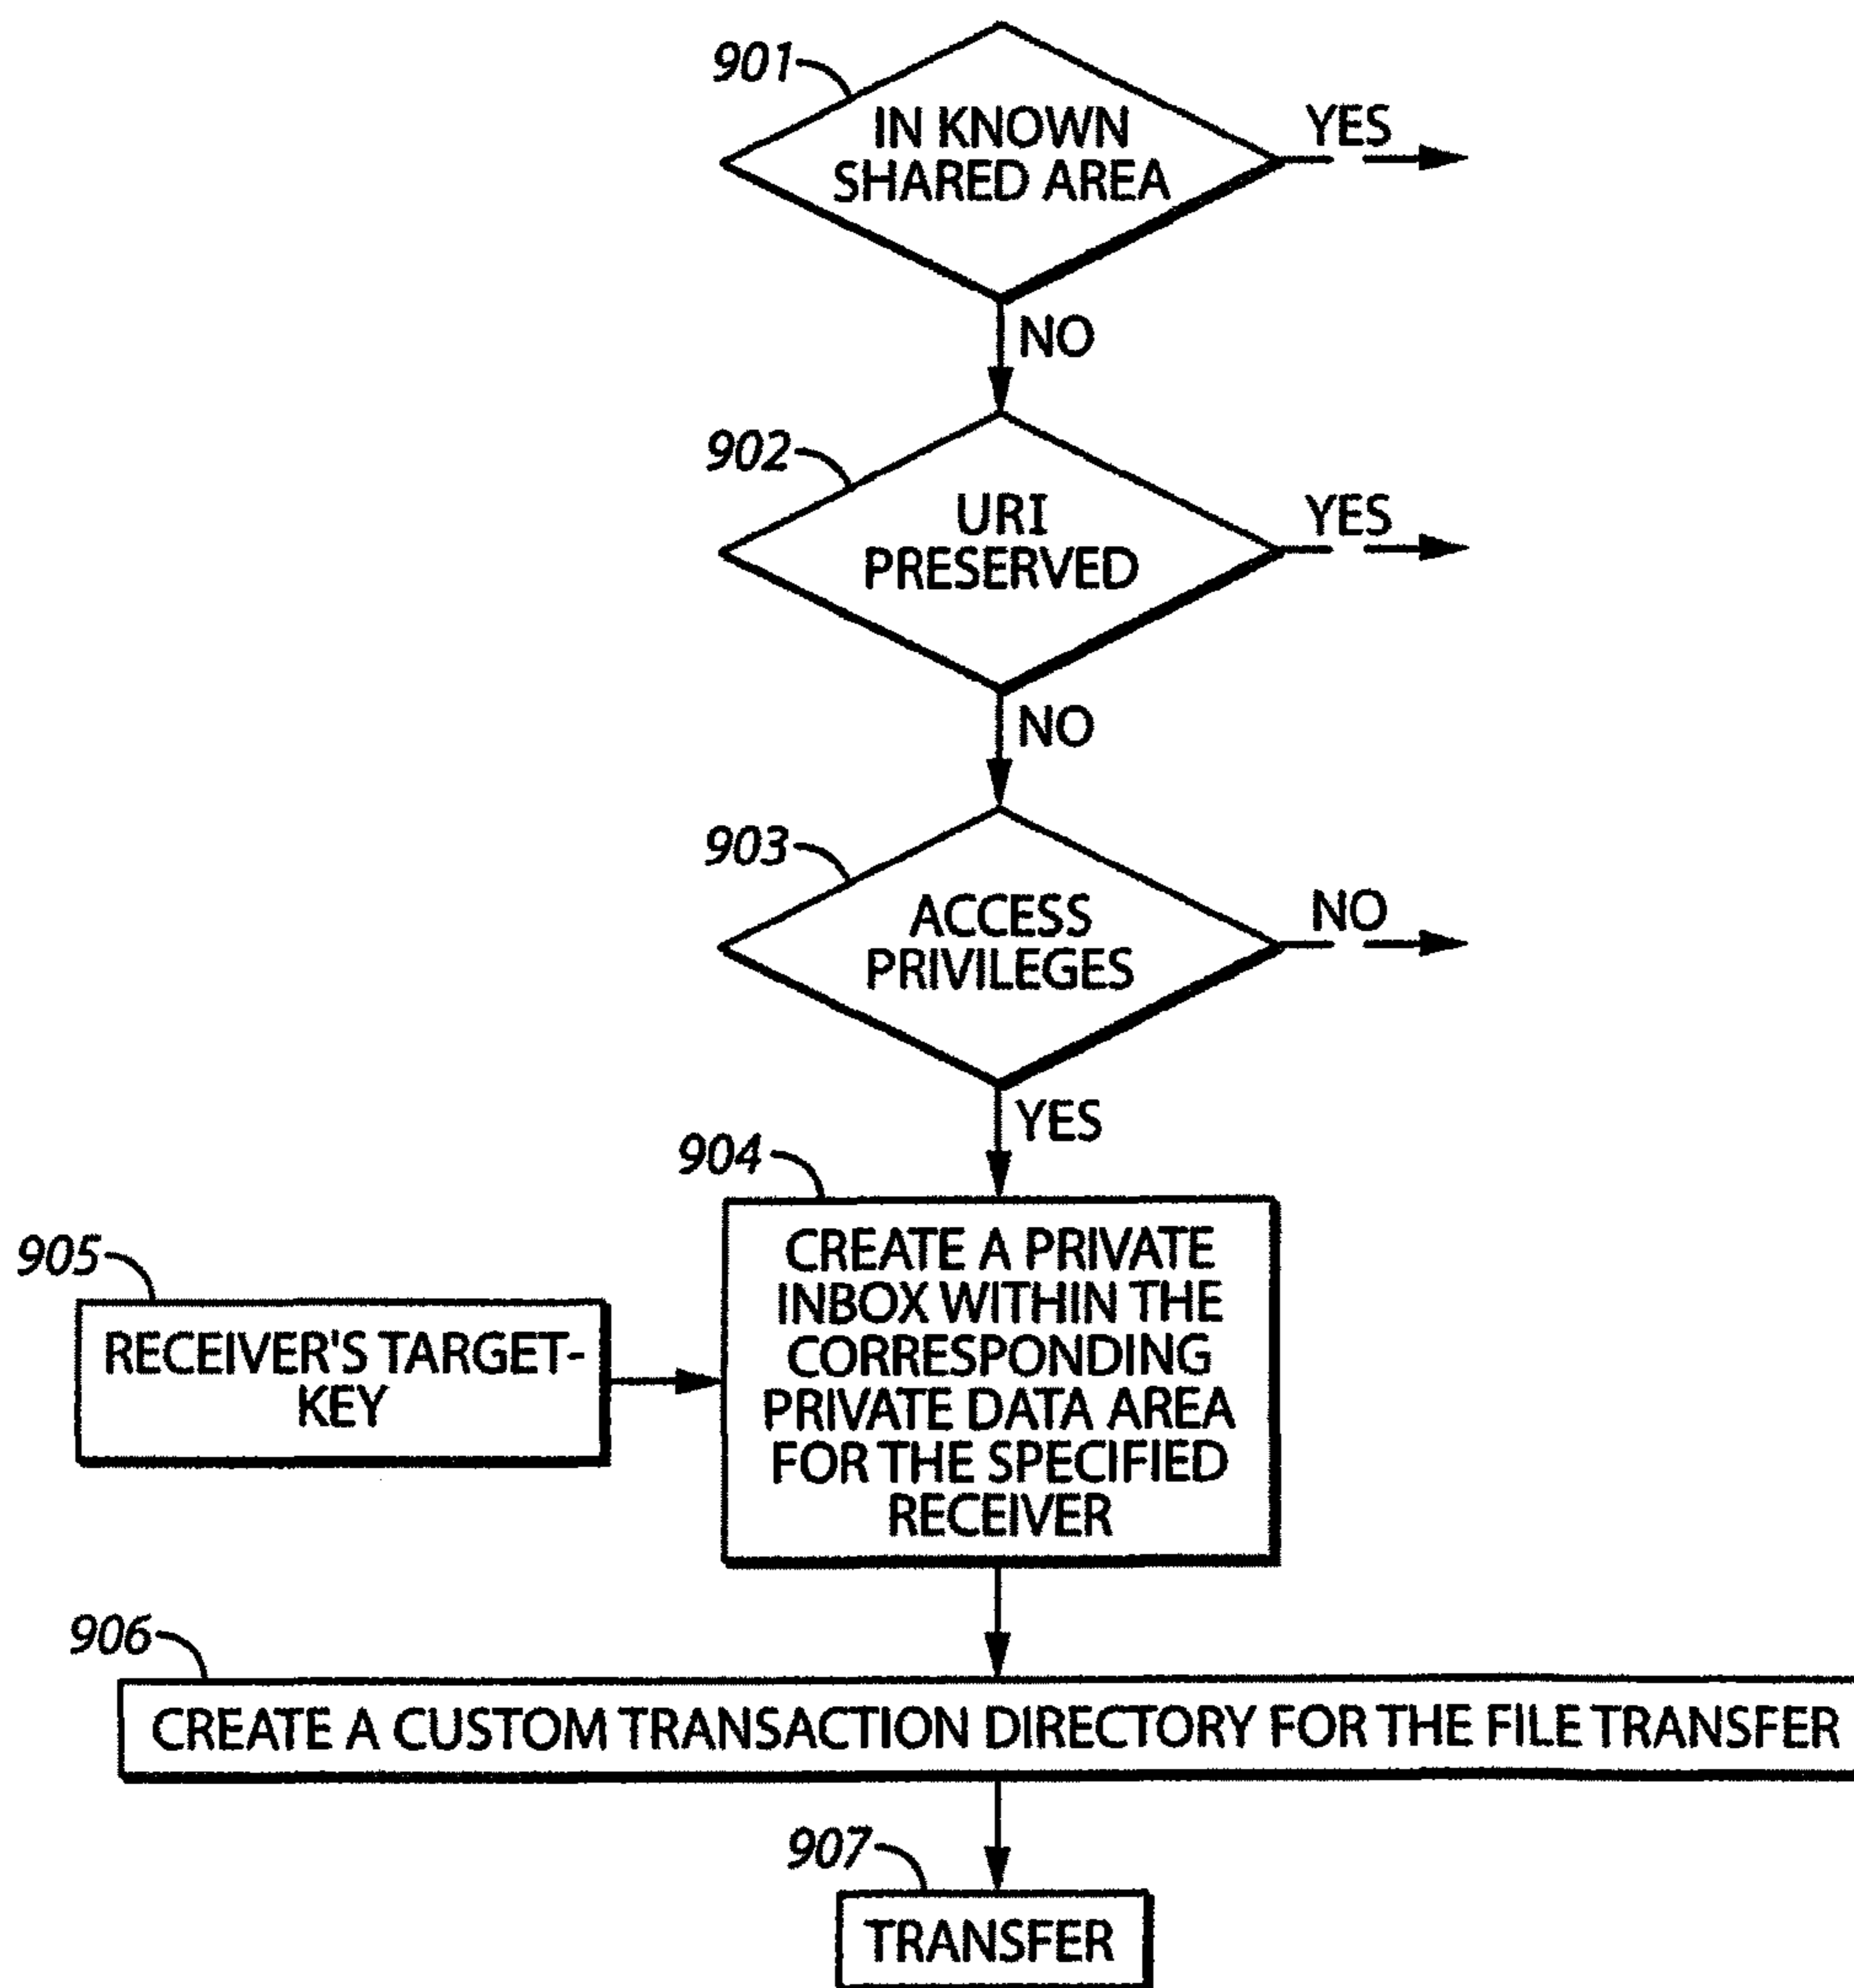 901
IN KNOWN
SHARED AREA
YES
NO
902
URI
PRESERVED
YES
NO
903
ACCESS
PRIVILEGES
NO
YES
904
CREATE A PRIVATE
INBOX WITHIN THE
CORRESPONDING
PRIVATE DATA AREA
FOR THE SPECIFIED
RECEIVER
905
RECEIVER'S TARGET-
KEY
906
CREATE A CUSTOM TRANSACTION DIRECTORY FOR THE FILE TRANSFER
907
TRANSFER